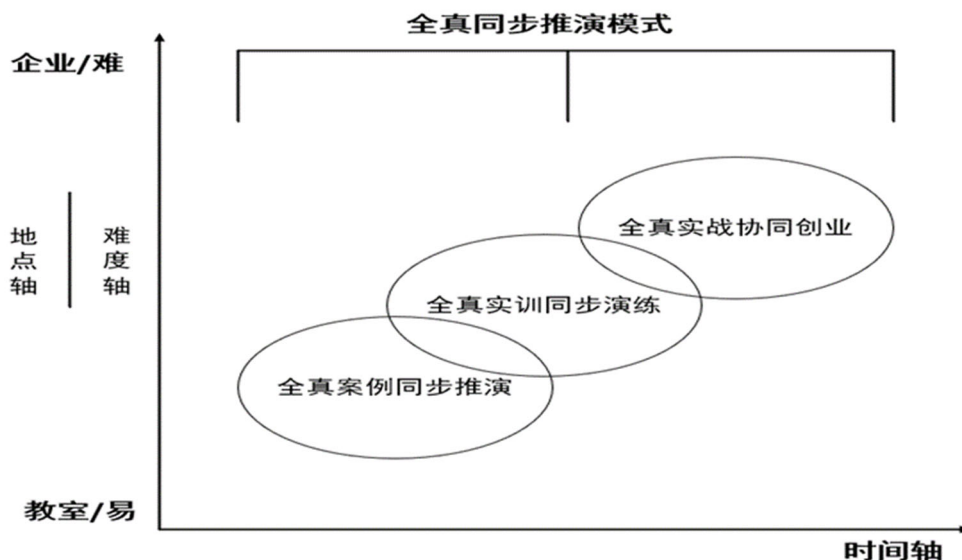 全真同步推演模式
企业/难
地点轴
难度轴
全真实战协同创业
全真实训同步演练
全真案例同步推演
教室/易
时间轴